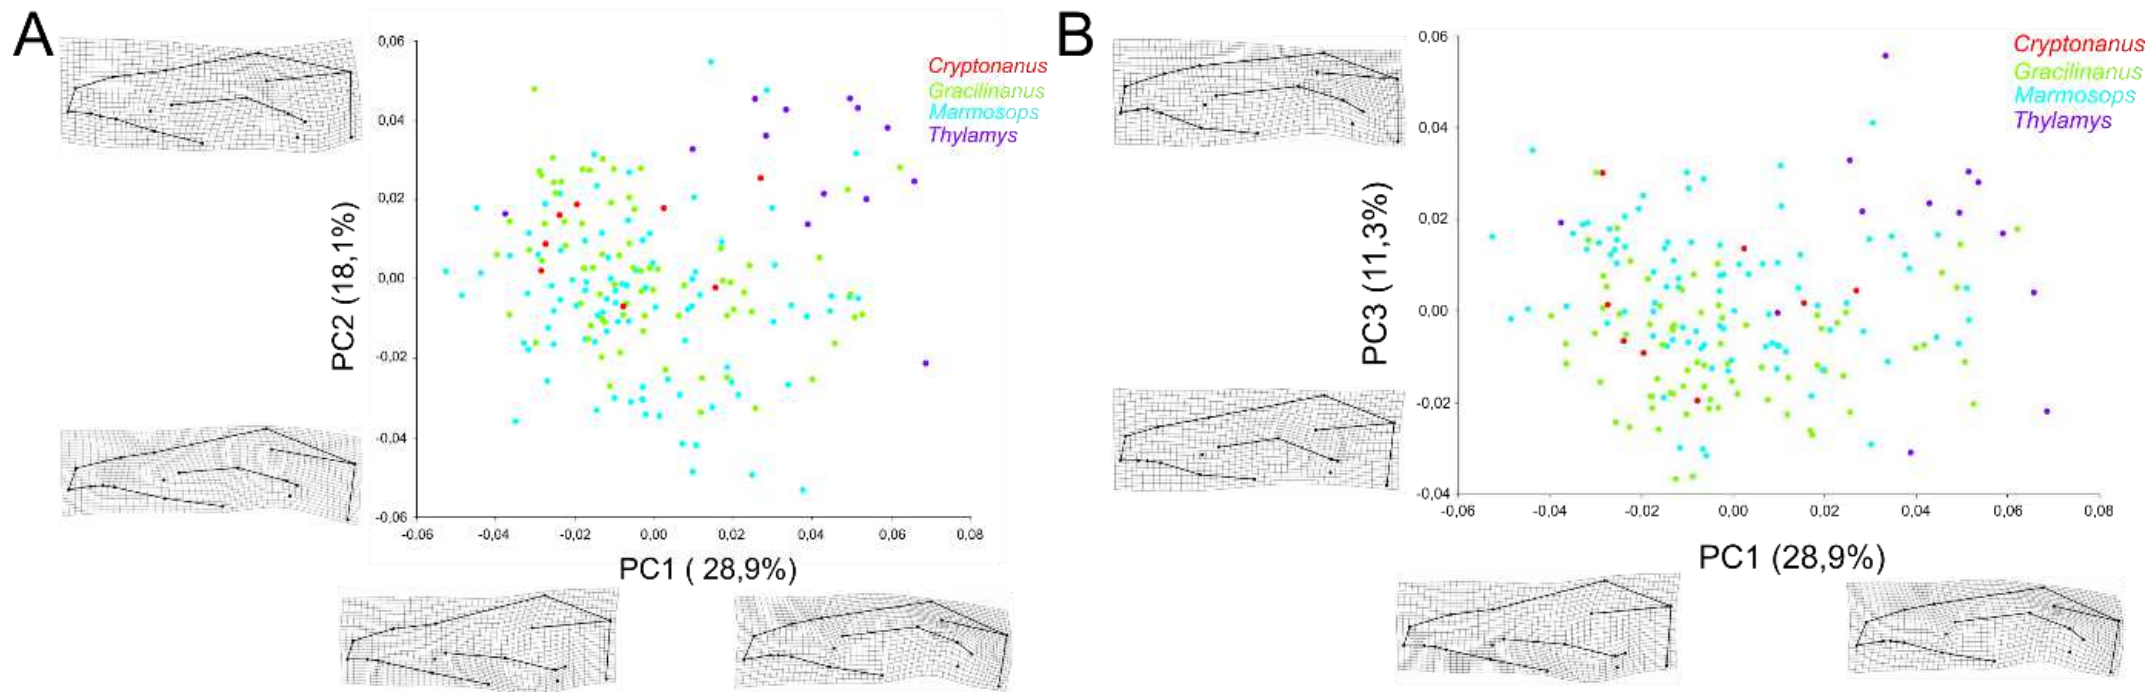 A
0,06
0,04
0,02
0,00
-0,02
-0,04
-0,06
-0,06 -0,04 -0,02 0,00 0,02 0,04 0,06 0,08
PC2 (18,1%)
PC1 ( 28,9%)
Cryptonanus
Gracilinanus
Marmosops
Thylamys
B
0,06
0,04
0,02
0,00
-0,02
-0,04
-0,06 -0,04 -0,02 0,00 0,02 0,04 0,06 0,08
PC3 (11,3%)
PC1 (28,9%)
Cryptonanus
Gracilinanus
Marmosops
Thylamys